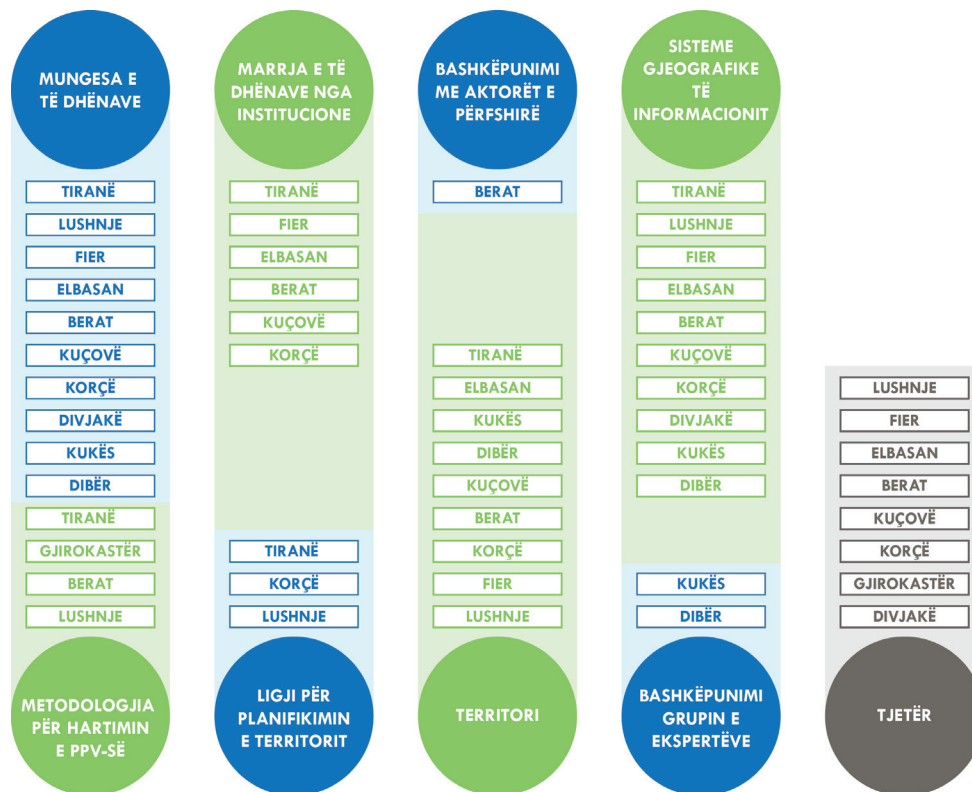 MUNGESA E
TË DHËNAVE
TIRANË
LUSHNJE
FIER
ELBASAN
BERAT
KUÇOVË
KORÇË
DIVJAKË
KUKËS
DIBËR
TIRANË
GJIROKASTËR
BERAT
LUSHNJE
METODOLOGJIA
PËR HARTIMIN
E PPV-SË
MARRJA E TË
DHËNAVE NGA
INSTITUCIONE
TIRANË
FIER
ELBASAN
BERAT
KUÇOVË
KORÇË
TIRANË
KORÇË
LUSHNJE
LIGJI PËR
PLANIFIKIMIN
E TERRITORIT
BASHKËPUNIMI
ME AKTORËT E
PËRFSHIRË
BERAT
TIRANË
ELBASAN
KUKËS
DIBËR
KUÇOVË
BERAT
KORÇË
FIER
LUSHNJE
TERRITORI
SISTEME
GJEOGRAFIKE
TË
INFORMACIONIT
TIRANË
LUSHNJE
FIER
ELBASAN
BERAT
KUÇOVË
KORÇË
DIVJAKË
KUKËS
DIBËR
KUKËS
DIBËR
BASHKËPUNIMI
GRUPIN E
EKSPERTËVE
LUSHNJE
FIER
ELBASAN
BERAT
KUÇOVË
KORÇË
GJIROKASTËR
DIVJAKË
TJETËR